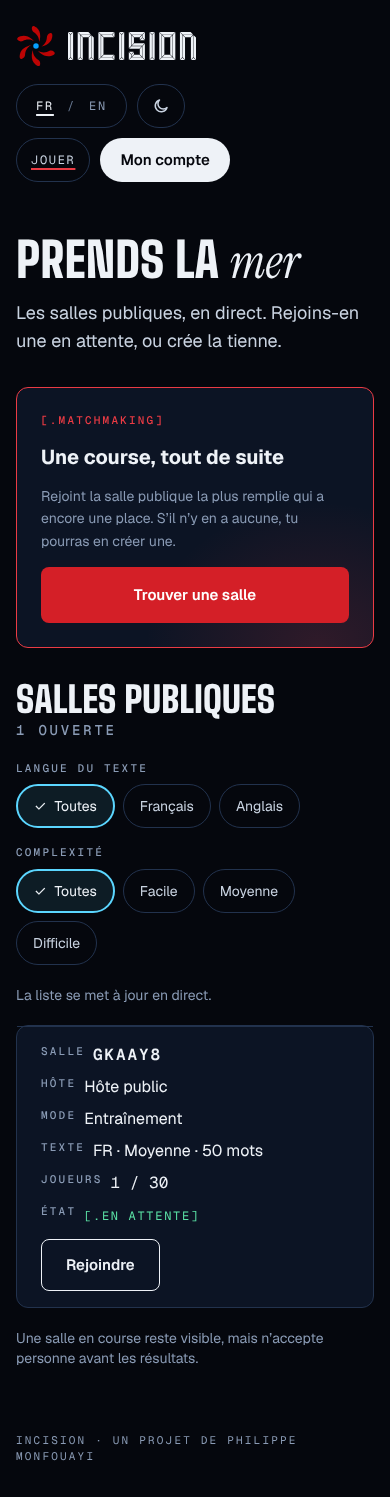 INCISION
FR / EN
JOUER Mon compte
PRENDS LA mer
Les salles publiques, en direct. Rejoins-en
une en attente, ou crée la tienne.
[.MATCHMAKING]
Une course, tout de suite
Rejoint la salle publique la plus remplie qui a
encore une place. S’il n’y en a aucune, tu
pourras en créer une.
Trouver une salle
SALLES PUBLIQUES
1 OUVERTE
LANGUE DU TEXTE
✓ Toutes Français Anglais
COMPLEXITÉ
✓ Toutes Facile Moyenne
Difficile
La liste se met à jour en direct.
SALLE GKAAY8
HÔTE Hôte public
MODE Entraînement
TEXTE FR · Moyenne · 50 mots
JOUEURS 1 / 30
ÉTAT [.EN ATTENTE]
Rejoindre
Une salle en course reste visible, mais n’accepte
personne avant les résultats.
INCISION · UN PROJET DE PHILIPPE
MONFOUAYI